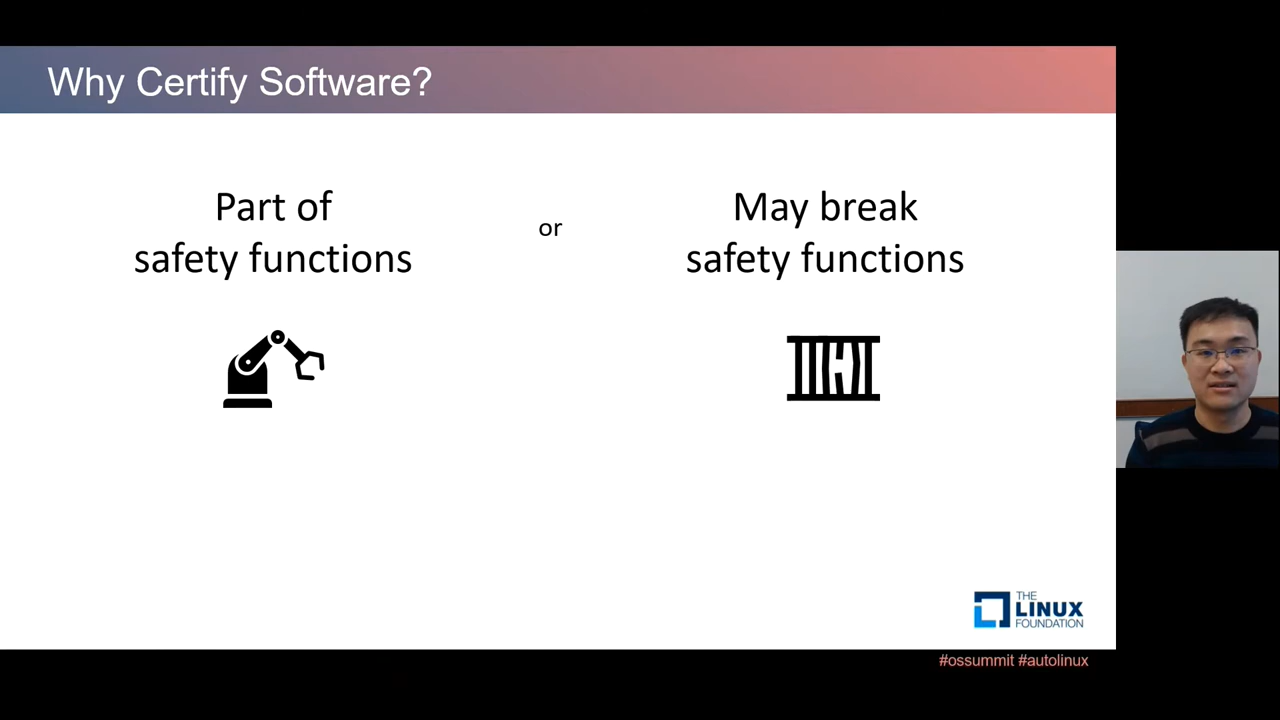 Why Certify Software?
Part of
safety functions
or
May break
safety functions
THE
LINUX
FOUNDATION
#ossummit #autolinux